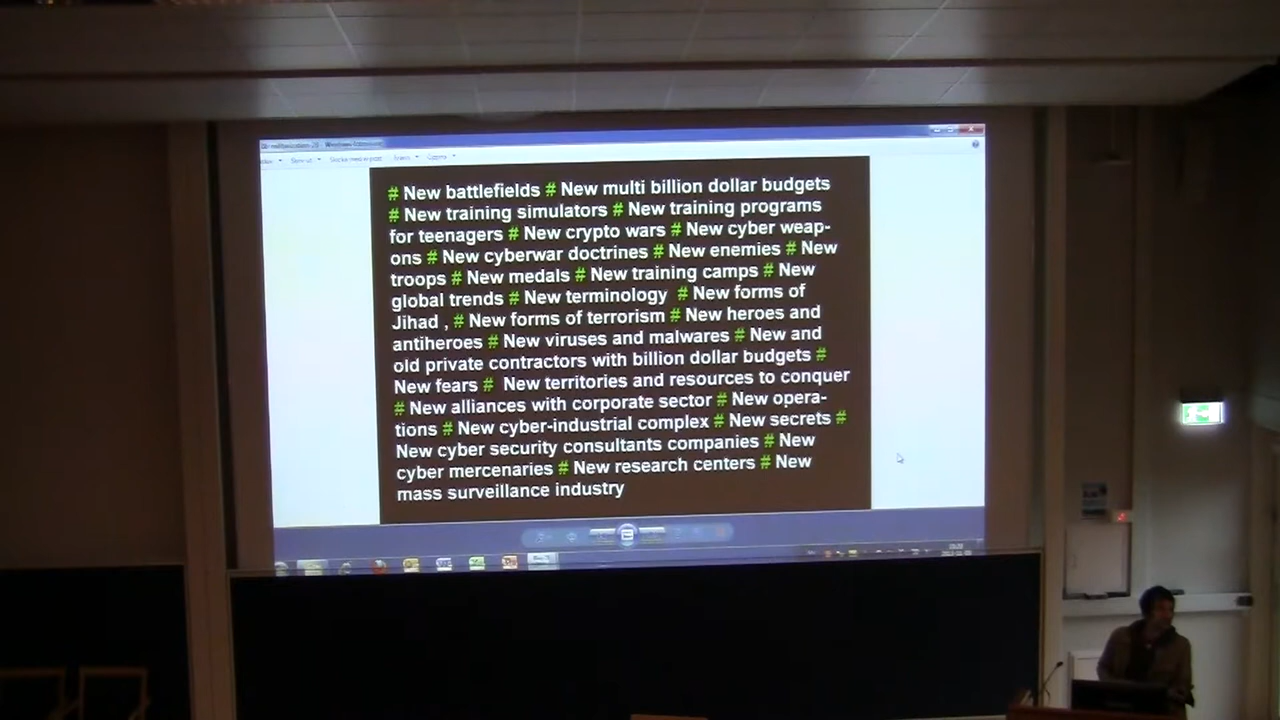 # New battlefields # New multi billion dollar budgets
# New training simulators # New training programs
for teenagers # New crypto wars # New cyber weap-
ons # New cyberwar doctrines # New enemies # New
troops # New medals # New training camps # New
global trends # New terminology # New forms of
Jihad , # New forms of terrorism # New heroes and
antiheroes # New viruses and malwares # New and
old private contractors with billion dollar budgets #
New fears # New territories and resources to conquer
# New alliances with corporate sector # New opera-
tions # New cyber-industrial complex # New secrets #
New cyber security consultants companies # New
cyber mercenaries # New research centers # New
mass surveillance industry